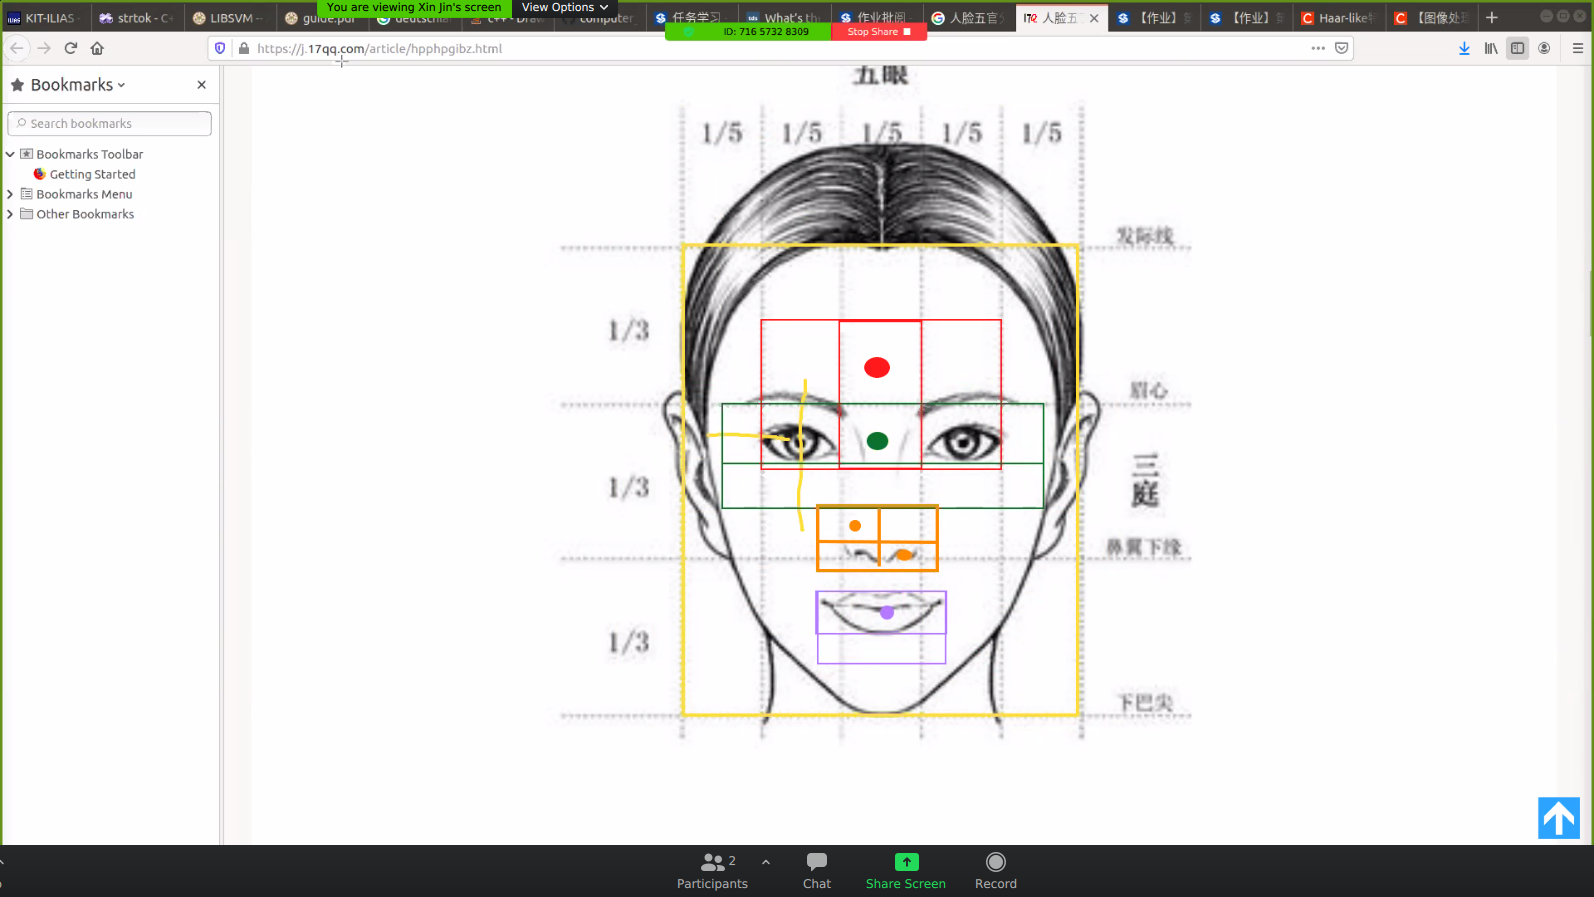 You are viewing Xin Jin's screen
View Options
KIT-ILIAS
strtok - C
LIBSVM --
guide.pdf
deutschla
C++ - Draw
computer
任务学习
What's th
作业批阅
人脸五官
人脸五
【作业】
【作业】
Haar-like
【图像处
ID: 716 5732 8309
Stop Share
https://j.17qq.com/article/hpphpgibz.html
Bookmarks
Search bookmarks
Bookmarks Toolbar
Getting Started
Bookmarks Menu
Other Bookmarks
五眼
1/5 1/5 1/5 1/5 1/5
发际线
1/3
眉心
三庭
1/3
鼻翼下缘
1/3
下巴尖
2
Participants
Chat
Share Screen
Record